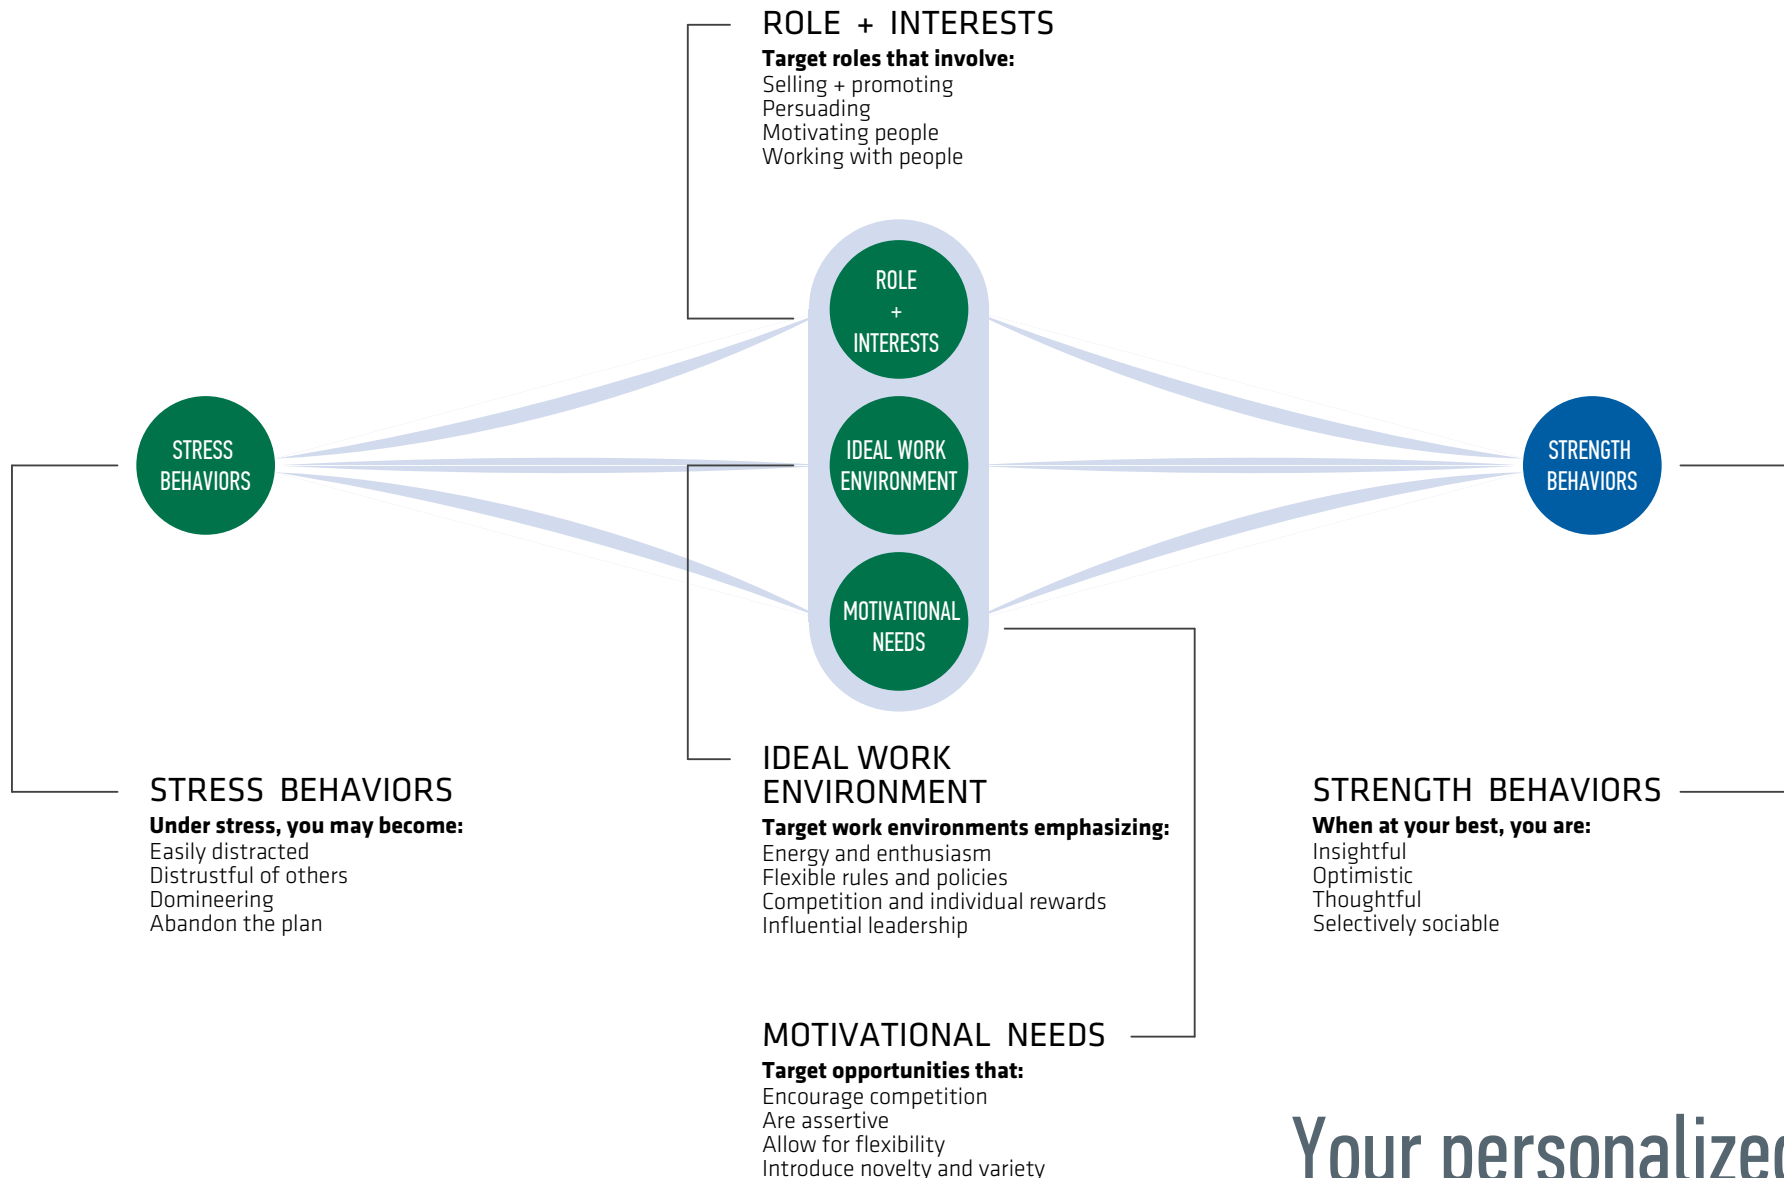 ROLE + INTERESTS
Target roles that involve:
Selling + promoting
Persuading
Motivating people
Working with people
ROLE
+
INTERESTS
STRESS
BEHAVIORS
IDEAL WORK
ENVIRONMENT
STRENGTH
BEHAVIORS
MOTIVATIONAL
NEEDS
STRESS BEHAVIORS
Under stress, you may become:
Easily distracted
Distrustful of others
Domineering
Abandon the plan
IDEAL WORK
ENVIRONMENT
Target work environments emphasizing:
Energy and enthusiasm
Flexible rules and policies
Competition and individual rewards
Influential leadership
STRENGTH BEHAVIORS
When at your best, you are:
Insightful
Optimistic
Thoughtful
Selectively sociable
MOTIVATIONAL NEEDS
Target opportunities that:
Encourage competition
Are assertive
Allow for flexibility
Introduce novelty and variety
Your personalized